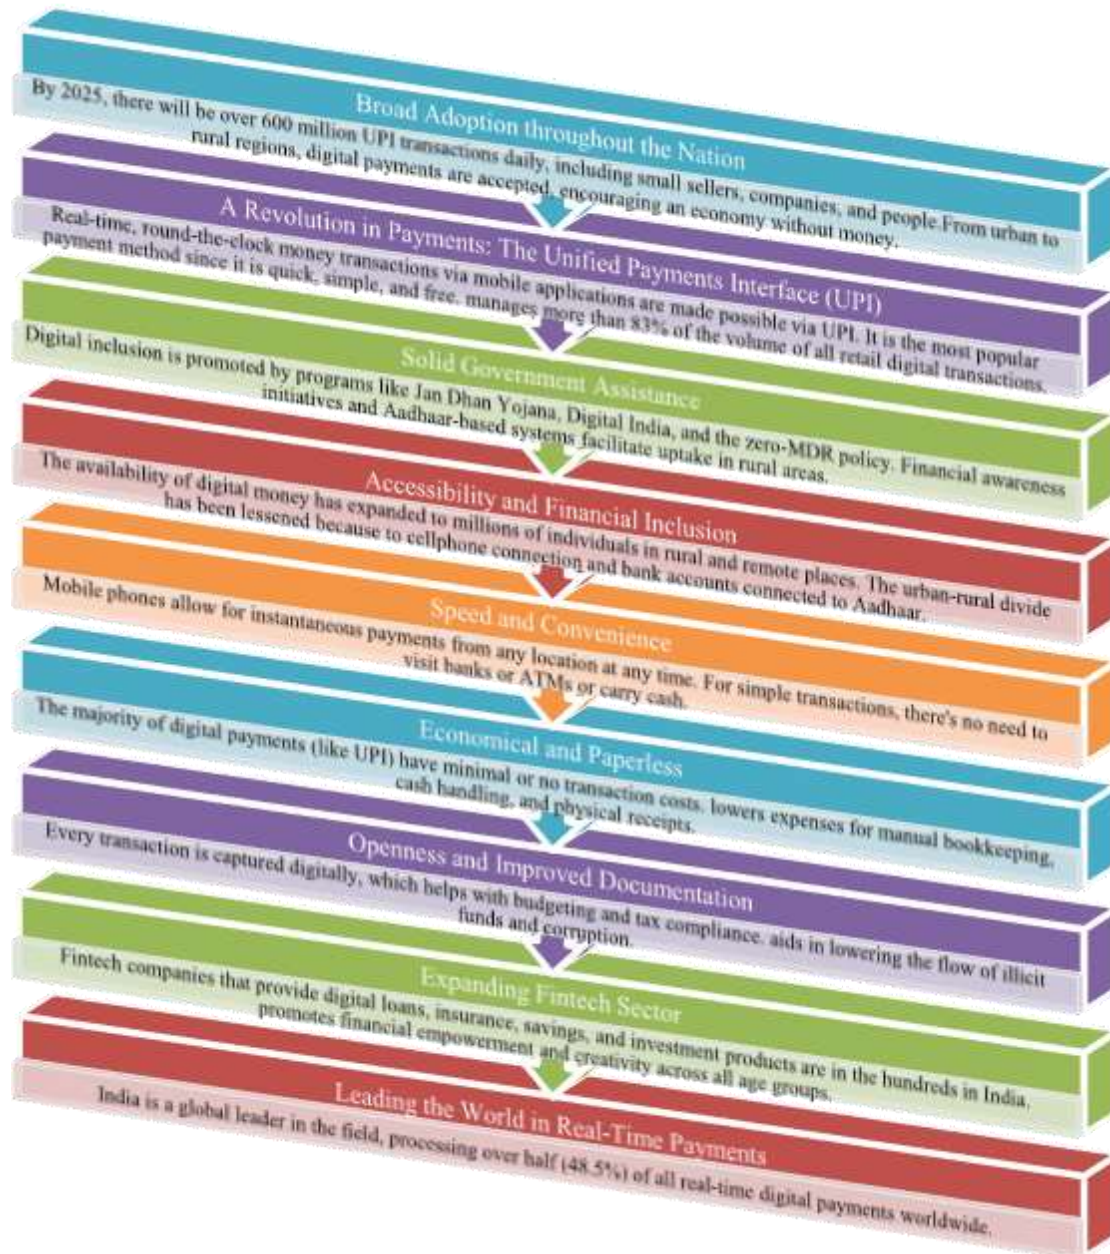 Broad Adoption throughout the Nation
By 2025, there will be over 600 million UPI transactions daily, including small sellers, companies, and people From urban to
rural regions, digital payments are accepted, encouraging an economy without money.
A Revolution in Payments: The Unified Payments Interface (UPI)
Real-time, round-the-clock money transactions via mobile applications are made possible via UPI. It is the most popular
payment method since it is quick, simple, and free. manages more than 83% of the volume of all retail digital transactions.
Solid Government Assistance
Digital inclusion is promoted by programs like Jan Dhan Yojana, Digital India, and the zero-MDR policy. Financial awareness
initiatives and Aadhaar-based systems facilitate uptake in rural areas.
Accessibility and Financial Inclusion
The availability of digital money has expanded to millions of individuals in rural and remote places. The urban-rural divide
has been lessened because to cellphone connection and bank accounts connected to Aadhaar.
Speed and Convenience
Mobile phones allow for instantaneous payments from any location at any time. For simple transactions, there's no need to
visit banks or ATMs or carry cash.
Economical and Paperless
The majority of digital payments (like UPI) have minimal or no transaction costs. lowers expenses for manual bookkeeping,
cash handling, and physical receipts.
Openness and Improved Documentation
Every transaction is captured digitally, which helps with budgeting and tax compliance. aids in lowering the flow of illicit
funds and corruption.
Expanding Fintech Sector
Fintech companies that provide digital loans, insurance, savings, and investment products are in the hundreds in India.
promotes financial empowerment and creativity across all age groups.
Leading the World in Real-Time Payments
India is a global leader in the field, processing over half (48.5%) of all real-time digital payments worldwide.